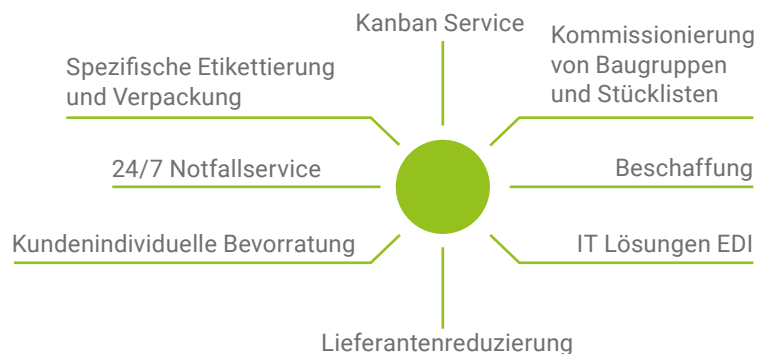 Kanban Service
Kommissionierung
von Baugruppen
und Stücklisten
Spezifische Etikettierung
und Verpackung
24/7 Notfallservice
Beschaffung
Kundenindividuelle Bevorratung
IT Lösungen EDI
Lieferantenreduzierung